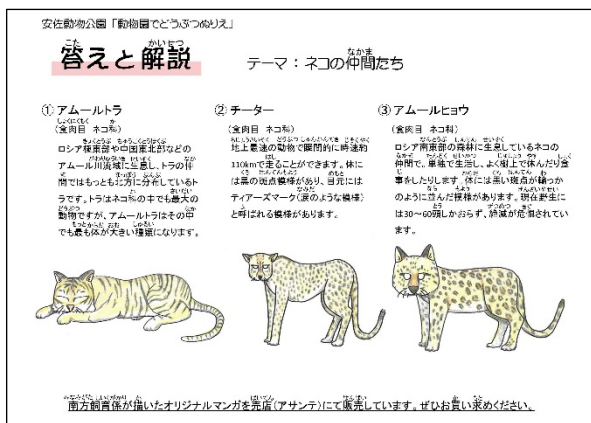 安佐動物公園「動物園でどうぶつぬりえ」
こた かいせつ
答えと解説
なかま
テーマ：ネコの仲間たち
① アムールトラ
(食肉目 ネコ科)
ロシア極東部や中国東北部などの
アムール川流域に生息し、トラの仲
間ではもっとも北方に分布しているト
ラです。トラはネコ科の中でも最大の
動物ですが、アムールトラはその中
でも最も体が大きい種類になります。
② チーター
(食肉目 ネコ科)
地上最速の動物で瞬間的に時速約
110kmで走ることができます。体に
は黒の斑点模様があり、目元には
ティアーズマーク(涙のような模様)
と呼ばれる模様があります。
③ アムールヒョウ
(食肉目 ネコ科)
ロシア南東部の森林に生息しているネコの
仲間で、単独で生活し、よく樹上で休んだり食
事をしたりします。体には黒い斑点が輪っか
のように並んだ模様があります。現在野生に
は30～60頭しかおらず、絶滅が危惧されてい
ます。
南方飼育係が描いたオリジナルマンガを売店(アサンテ)にて販売しています。ぜひお買い求めください。